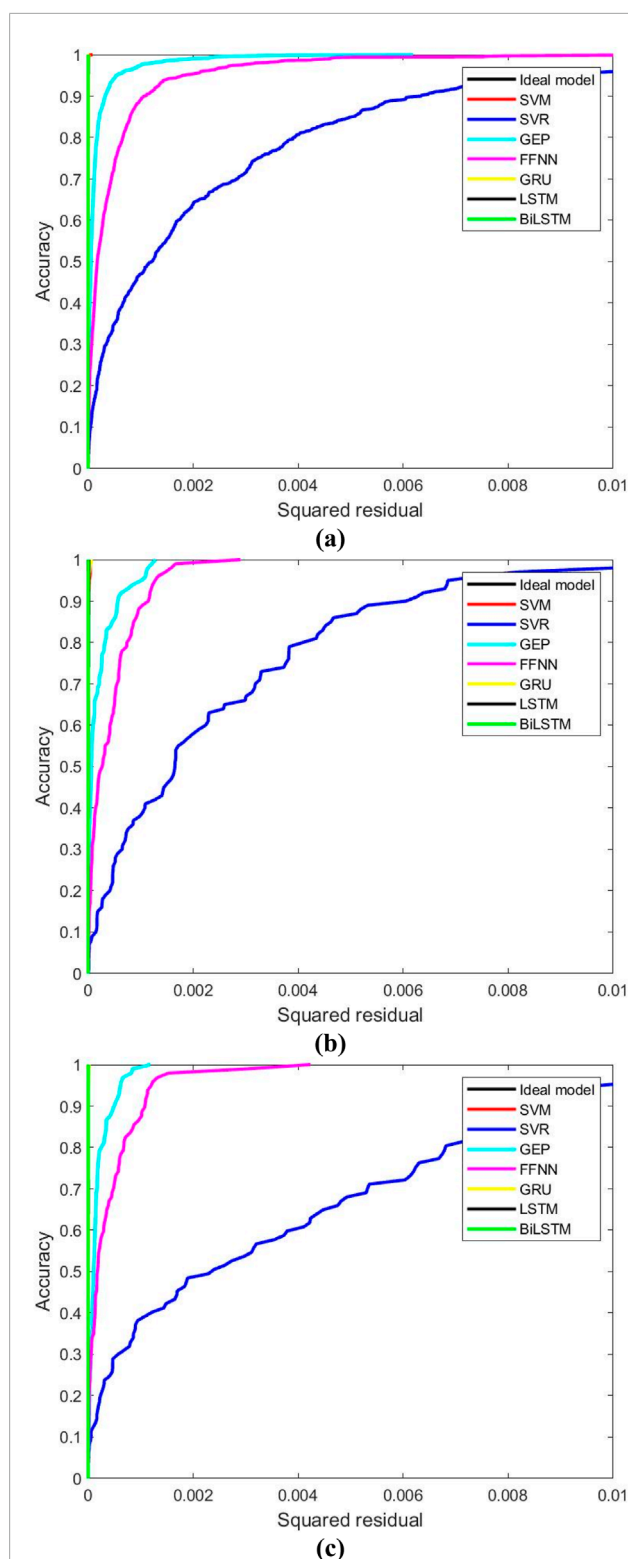 1
0.9
0.8
0.7
0.6
0.5
0.4
0.3
0.2
0.1
0
Accuracy
Ideal model
SVM
SVR
GEP
FFNN
GRU
LSTM
BiLSTM
0 0.002 0.004 0.006 0.008 0.01
Squared residual
(a)
1
0.9
0.8
0.7
0.6
0.5
0.4
0.3
0.2
0.1
0
Accuracy
Ideal model
SVM
SVR
GEP
FFNN
GRU
LSTM
BiLSTM
0 0.002 0.004 0.006 0.008 0.01
Squared residual
(b)
1
0.9
0.8
0.7
0.6
0.5
0.4
0.3
0.2
0.1
0
Accuracy
Ideal model
SVM
SVR
GEP
FFNN
GRU
LSTM
BiLSTM
0 0.002 0.004 0.006 0.008 0.01
Squared residual
(c)